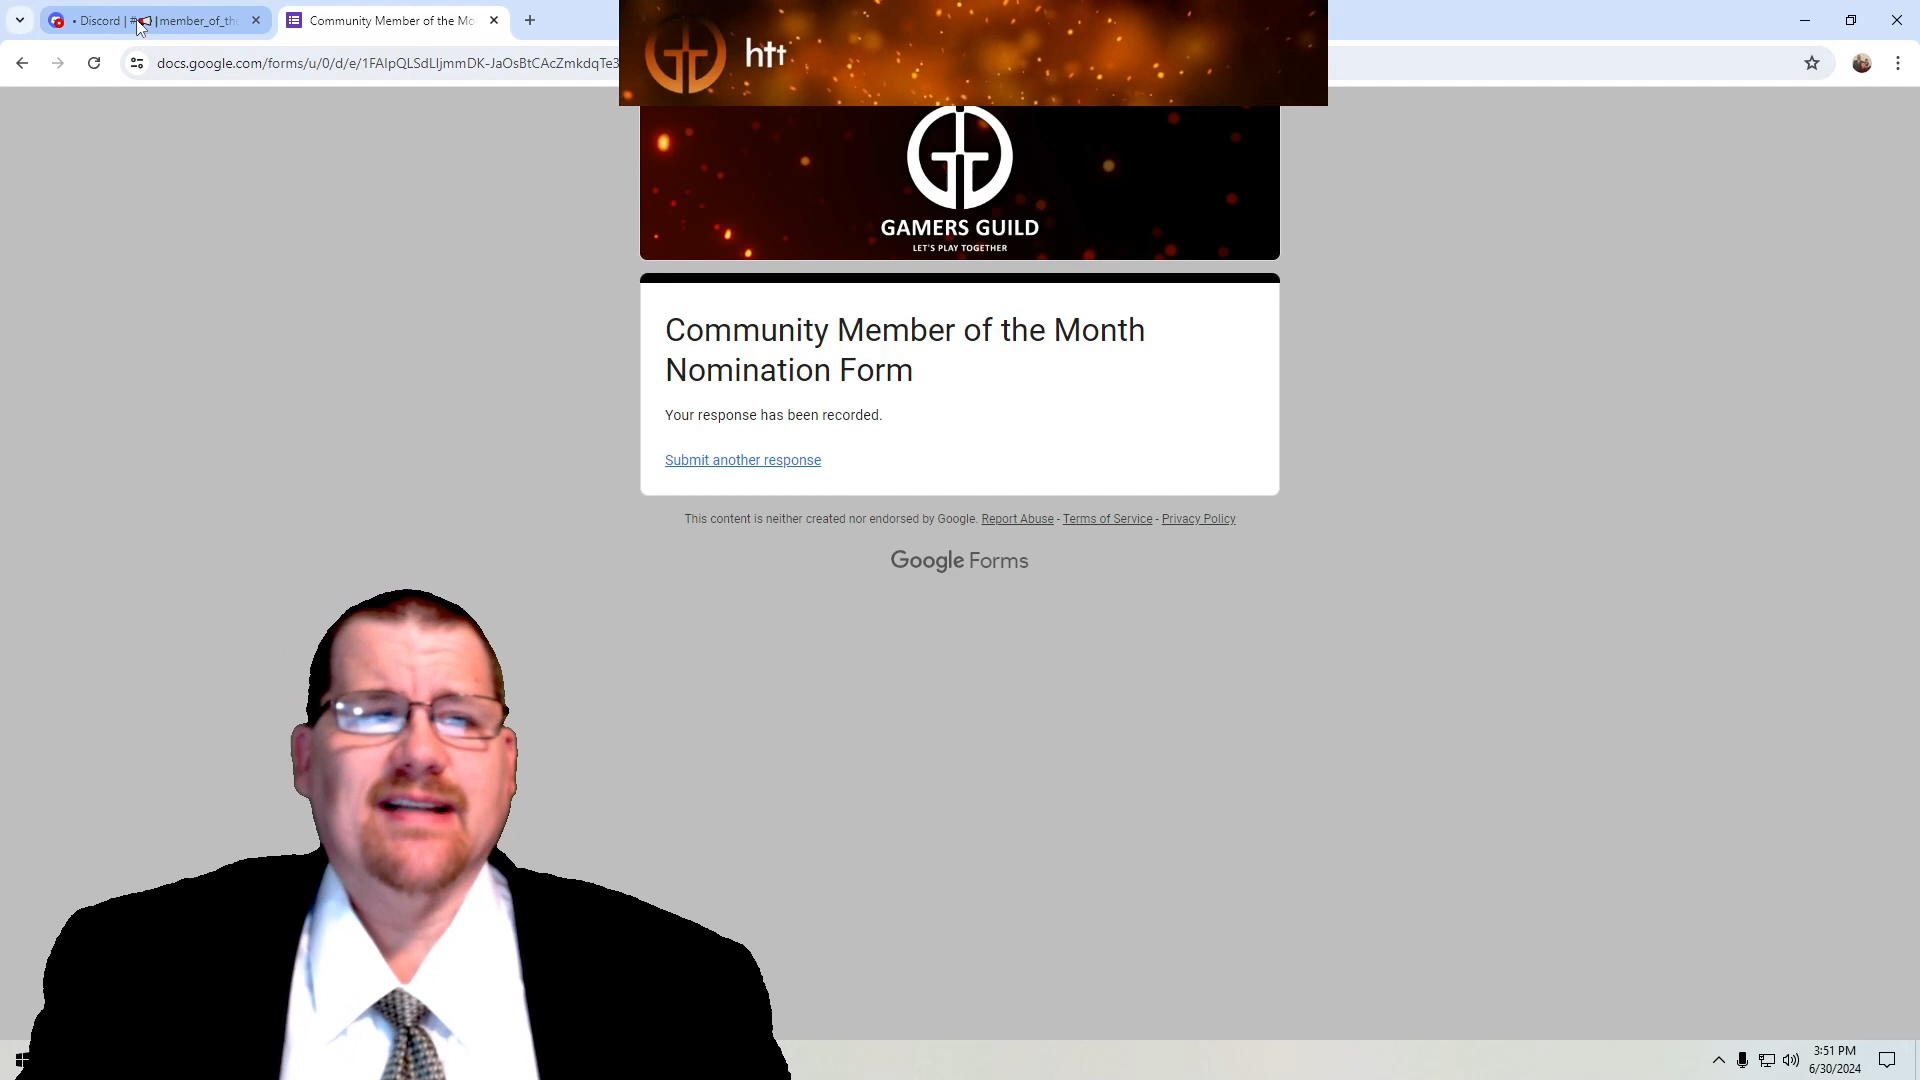 Discord | #
|member_of_th
Community Member of the Mo
docs.google.com/forms/u/0/d/e/1FAIpQLSdLIjmmDK-JaOsBtCAcZmkdqTe3
htt
GAMERS GUILD
LET'S PLAY TOGETHER
Community Member of the Month
Nomination Form
Your response has been recorded.
Submit another response
This content is neither created nor endorsed by Google. Report Abuse - Terms of Service - Privacy Policy
Google Forms
3:51 PM
6/30/2024